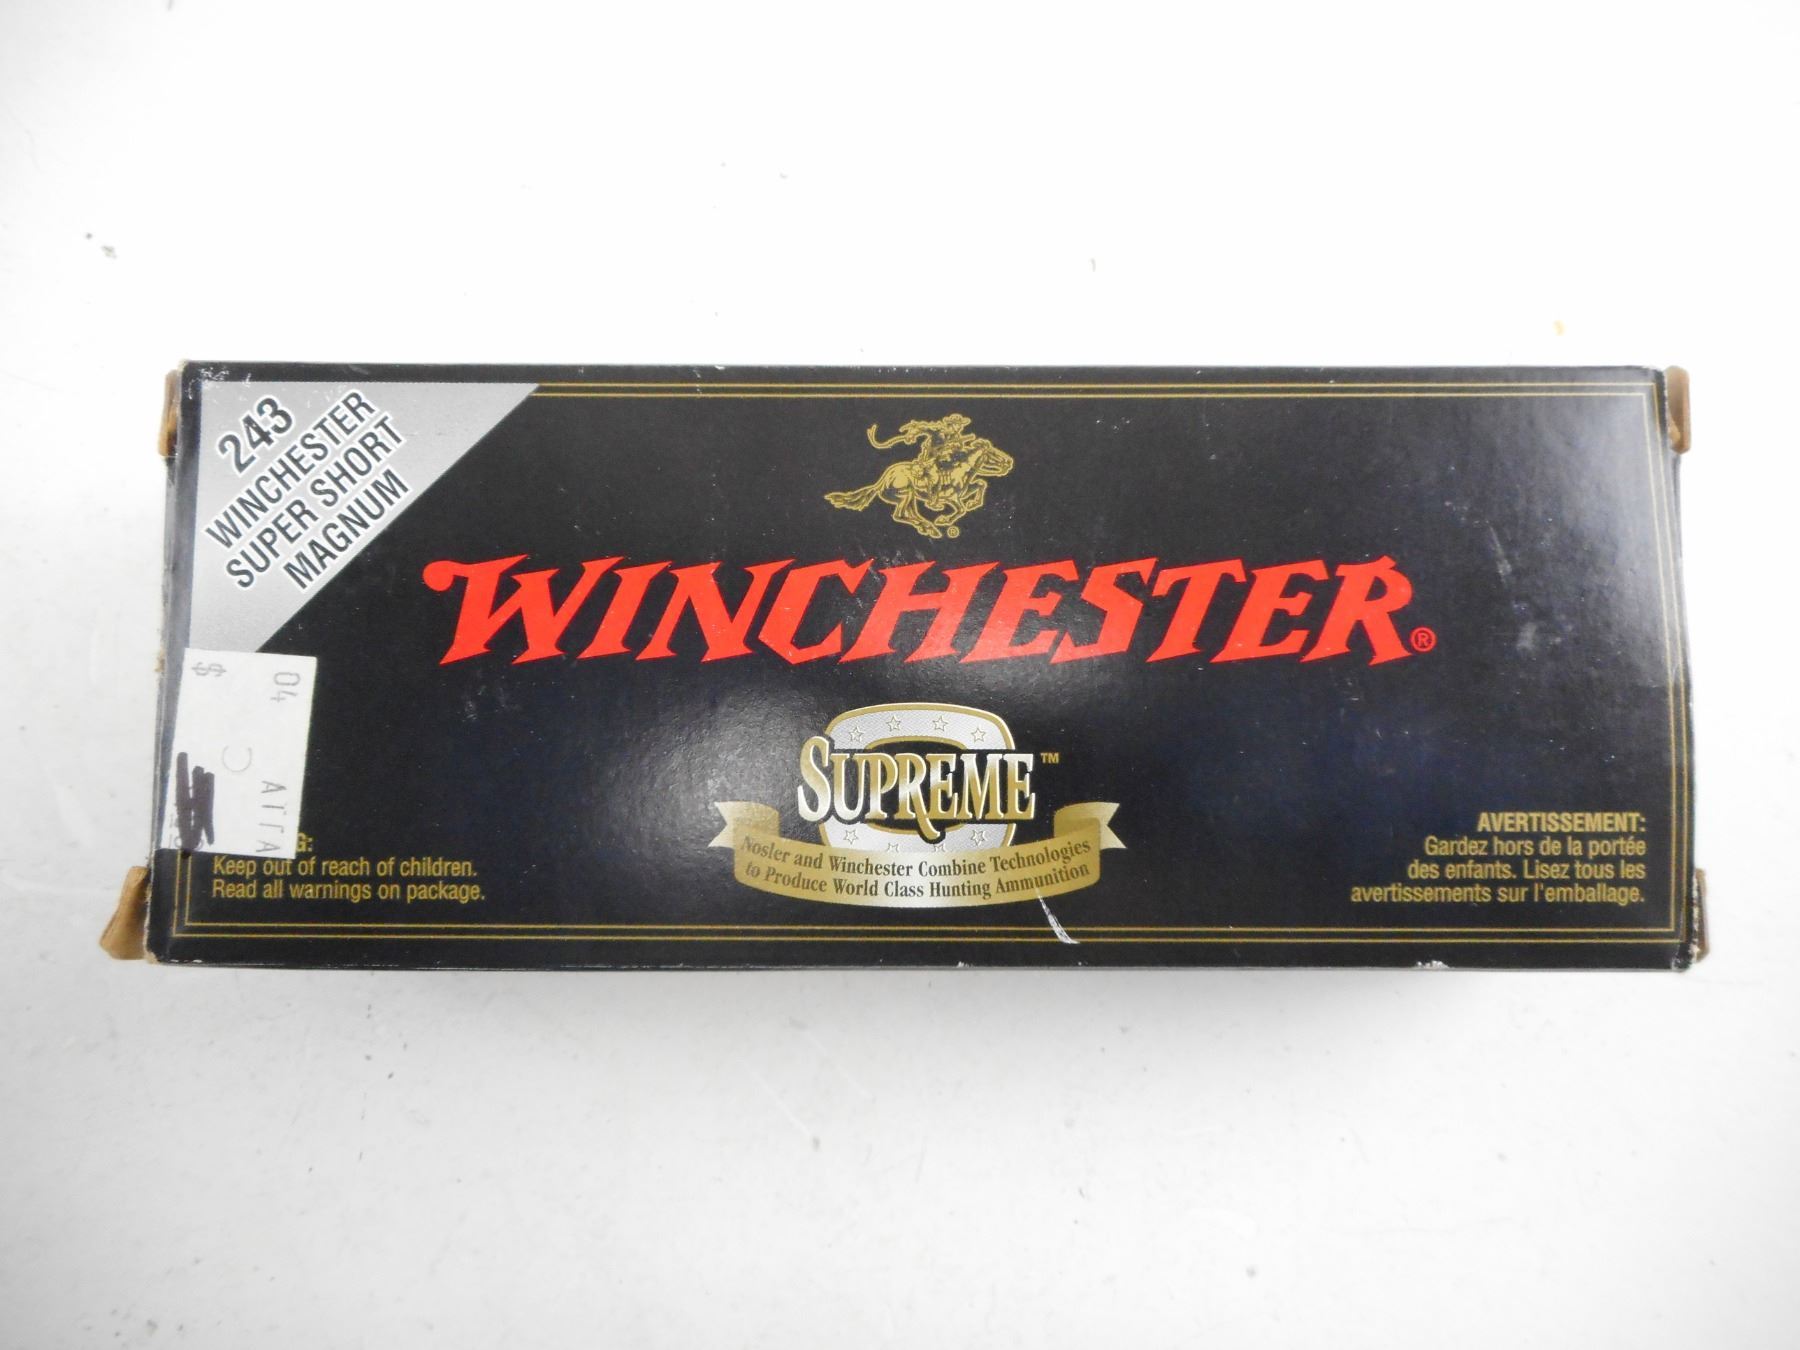 243
WINCHESTER
SUPER SHORT
MAGNUM
WINCHESTER®
SUPREME™
Nosler and Winchester Combine Technologies
to Produce World Class Hunting Ammunition
$
04
G:
Keep out of reach of children.
Read all warnings on package.
AVERTISSEMENT:
Gardez hors de la portée
des enfants. Lisez tous les
avertissements sur l'emballage.